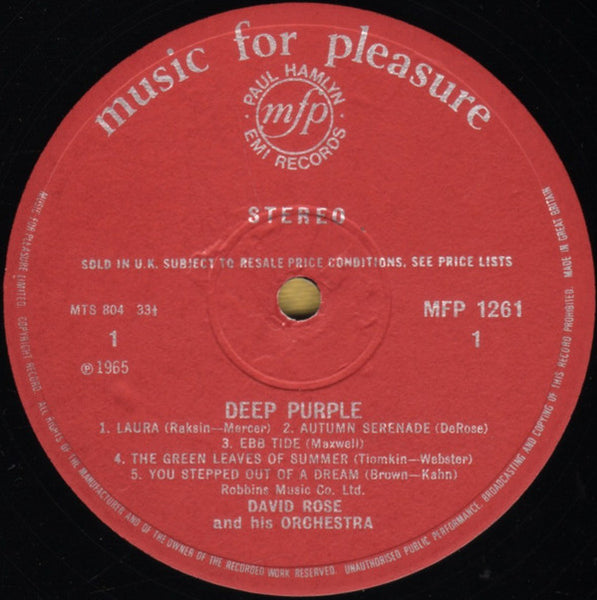 music for pleasure
· PAUL HAMLYN ·
mfp
EMI RECORDS
STEREO
SOLD IN U.K. SUBJECT TO RESALE PRICE CONDITIONS, SEE PRICE LISTS
MTS 804 33⅓
MFP 1261
1
1
℗ 1965
DEEP PURPLE
1. LAURA (Raksin—Mercer) 2. AUTUMN SERENADE (DeRose)
3. EBB TIDE (Maxwell)
4. THE GREEN LEAVES OF SUMMER (Tiomkin—Webster)
5. YOU STEPPED OUT OF A DREAM (Brown—Kahn)
Robbins Music Co. Ltd.
DAVID ROSE
and his ORCHESTRA
MUSIC FOR PLEASURE LIMITED. COPYRIGHT RECORD. ALL RIGHTS OF THE MANUFACTURER AND OF THE OWNER OF THE RECORDED WORK RESERVED. UNAUTHORISED PUBLIC PERFORMANCE, BROADCASTING AND COPYING OF THIS RECORD PROHIBITED. MADE IN GREAT BRITAIN